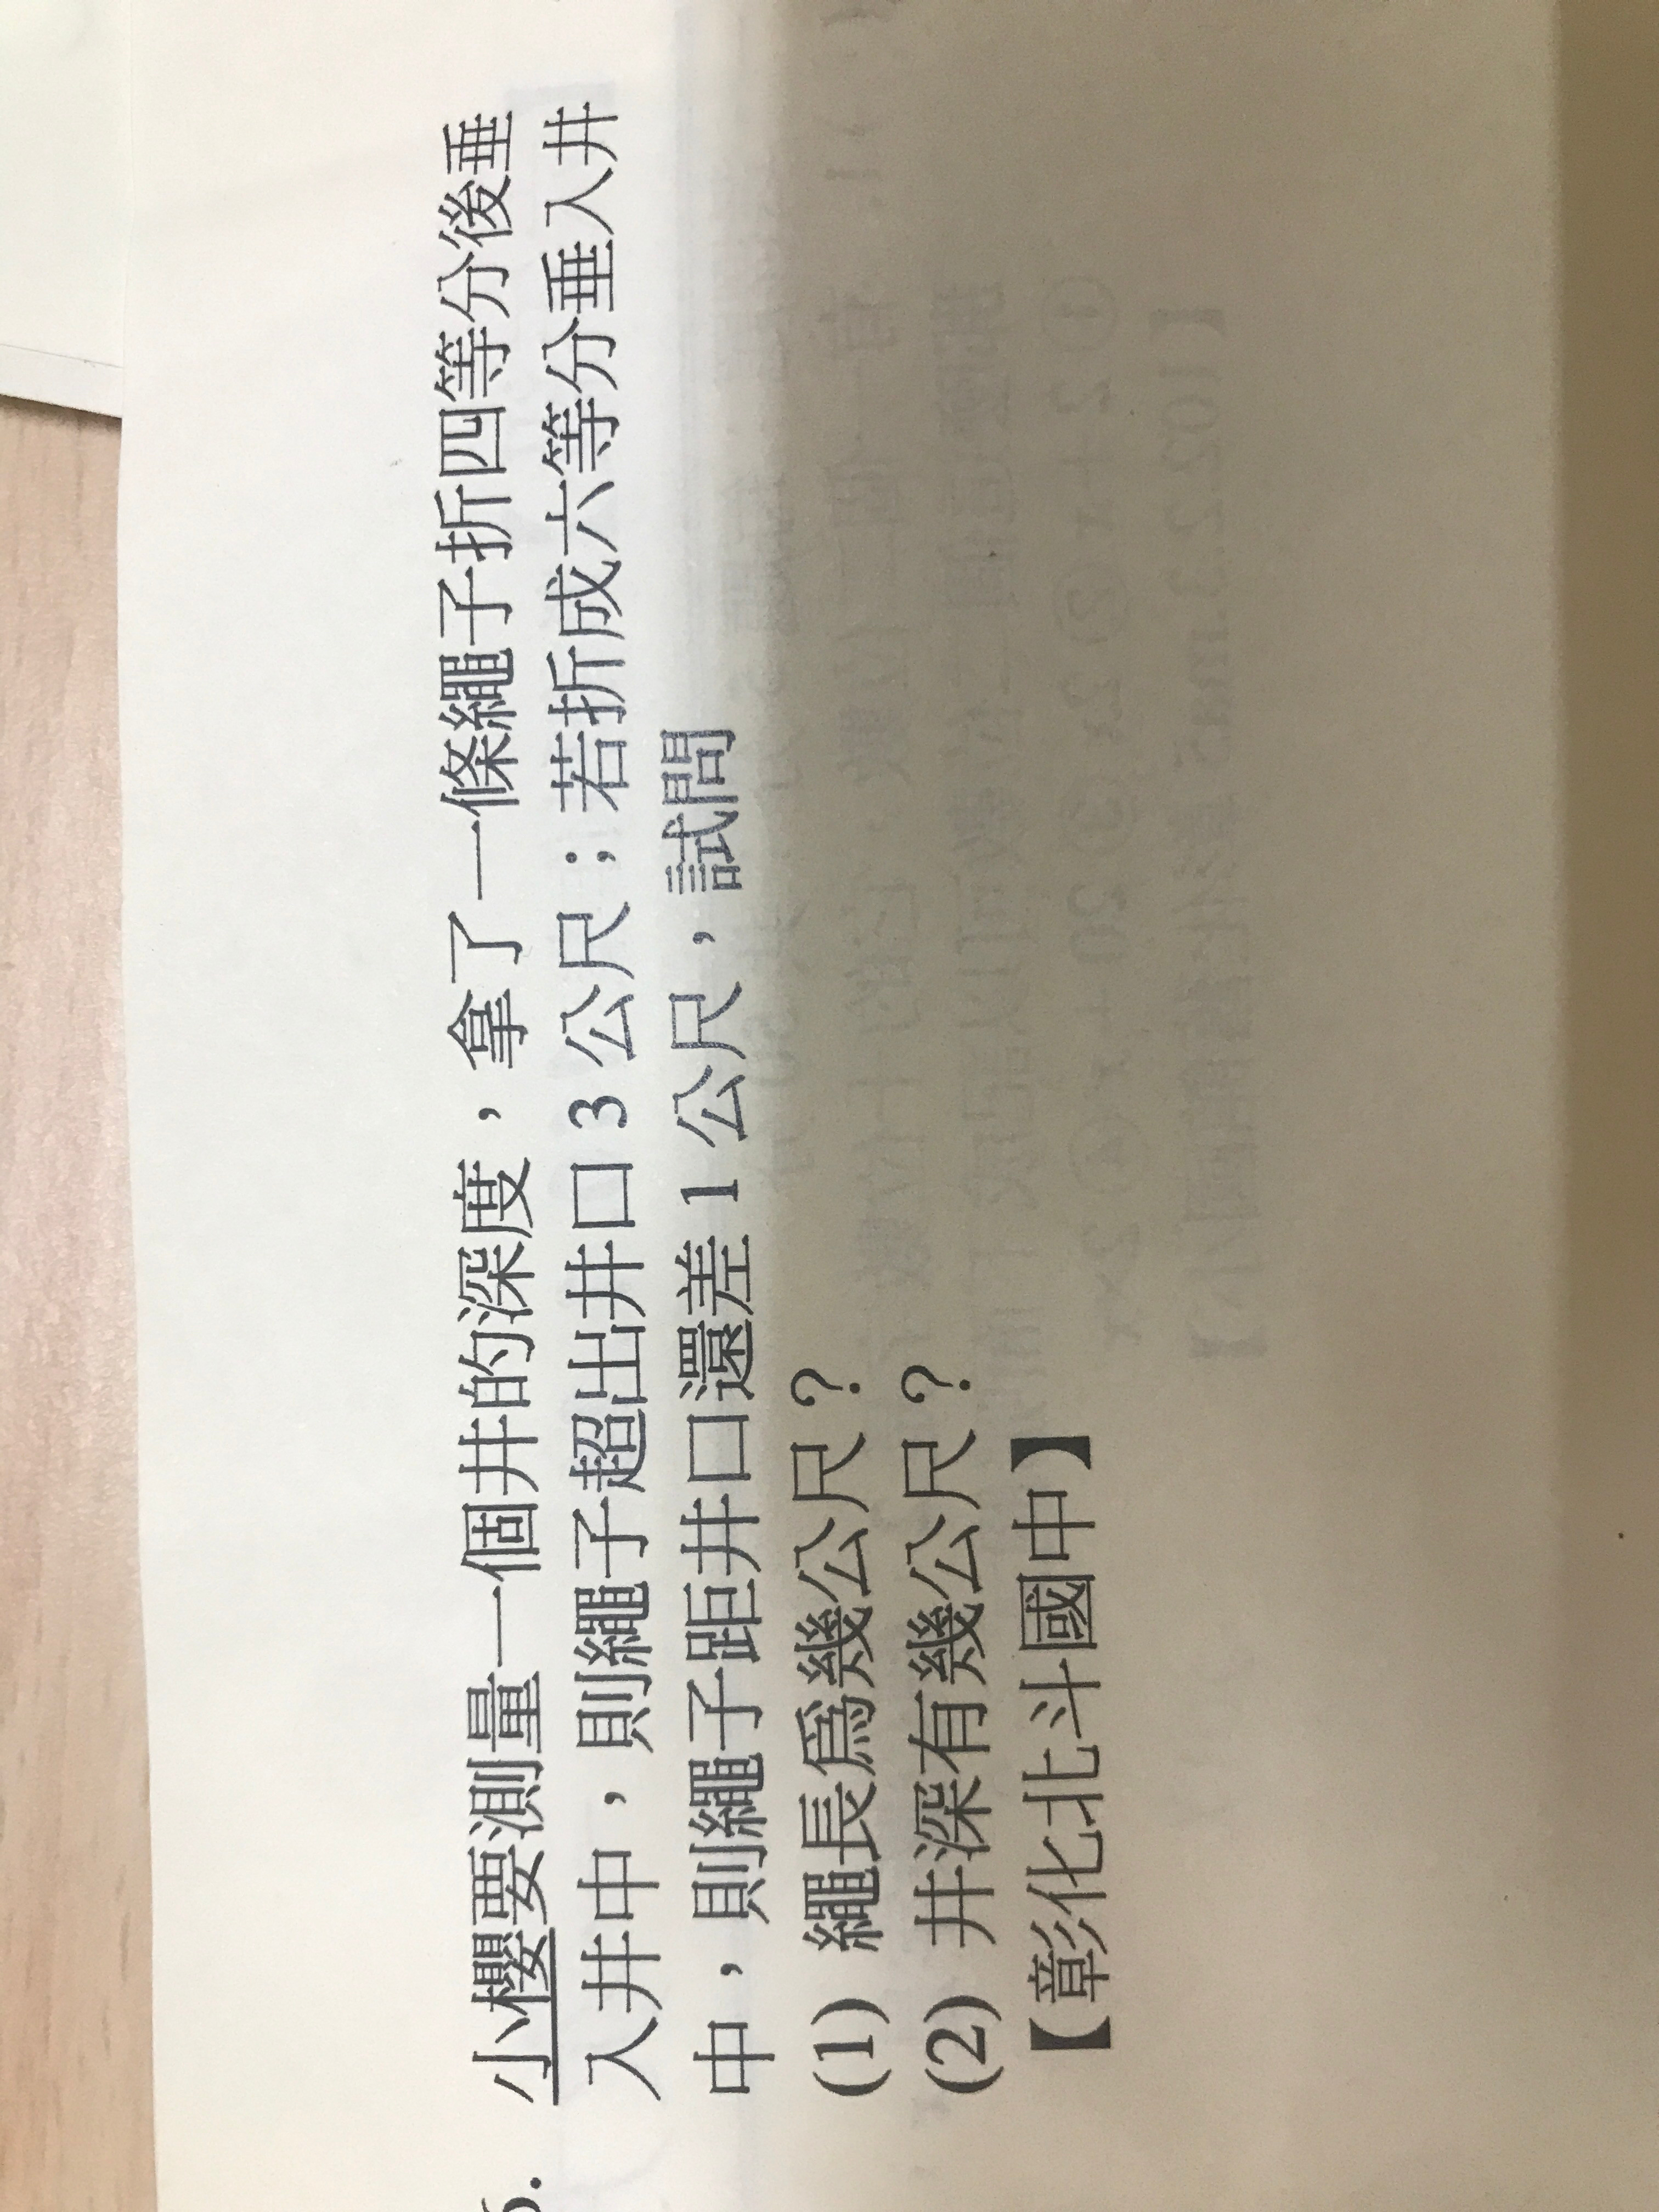 6. 小櫻要測量一個井的深度，拿了一條繩子折四等分後垂
入井中，則繩子超出井口 3 公尺；若折成六等分垂入井
中，則繩子距井口還差 1 公尺，試問
(1) 繩長爲幾公尺？
(2) 井深有幾公尺？
【彰化北斗國中】